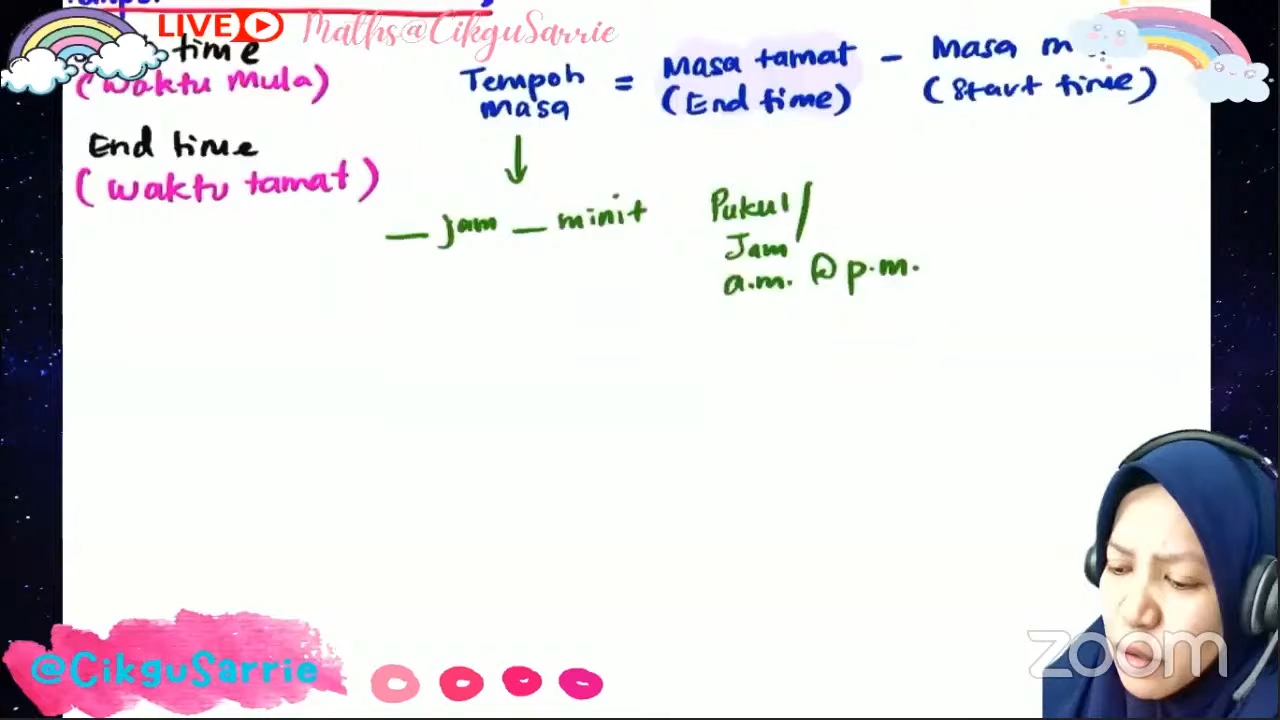 LIVE Maths@CikguSarrie
time
(Waktu Mula)
Tempoh masa = Masa tamat (End time) - Masa m (Start time)
End time
(Waktu tamat)
_ Jam _ minit
Pukul/
Jam
a.m. @ p.m.
@CikguSarrie
zoom